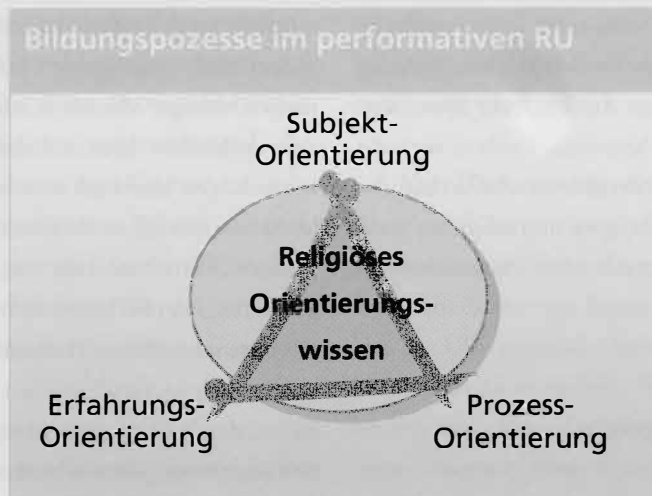 Bildungspozesse im performativen RU
Subjekt-
Orientierung
Religiöses
Orientierungs-
wissen
Erfahrungs-
Orientierung
Prozess-
Orientierung